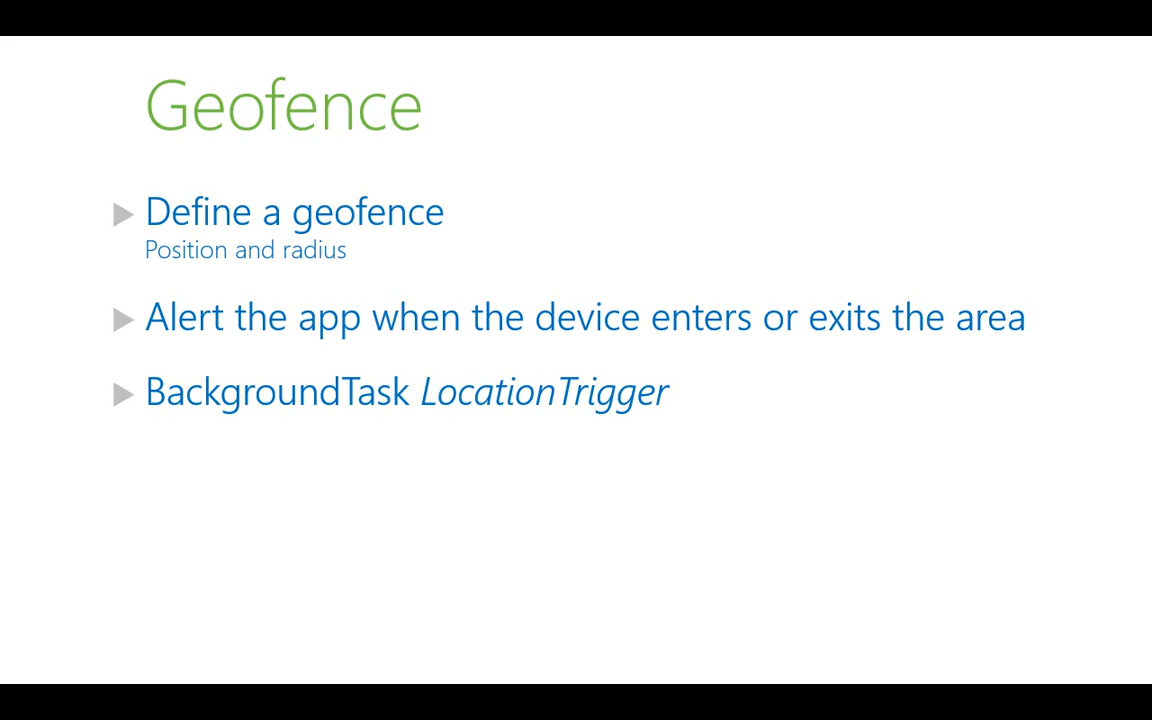 Geofence
Define a geofence
Position and radius
Alert the app when the device enters or exits the area
BackgroundTask LocationTrigger